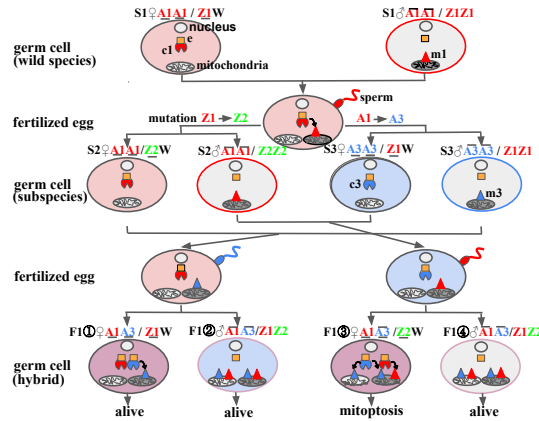 S1♀A1A1 / Z1W
S1♂A1A1/ Z1Z1
nucleus
e
germ cell
(wild species)
c1
mitochondria
m1
sperm
mutation Z1 → Z2
A1 → A3
fertilized egg
S2♀A1A1/Z2W
S2♂A1A1/ Z2Z2
S3♀A3A3 / Z1W
S3♂A3A3 / Z1Z1
germ cell
(subspecies)
c3
m3
fertilized egg
F1①♀A1A3/ Z1W
F1②♂A1A3/Z1Z2
F1③♀A1A3/Z2W
F1④♂A1A3/Z1Z2
germ cell
(hybrid)
alive
alive
mitoptosis
alive